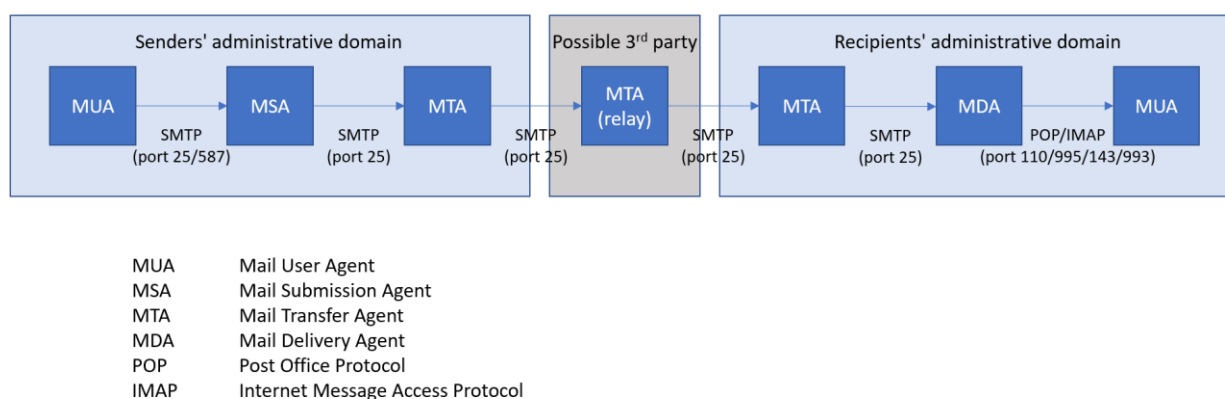 Senders' administrative domain
Possible 3rd party
Recipients' administrative domain
MUA
MSA
MTA
MTA
(relay)
MTA
MDA
MUA
SMTP
(port 25/587)
SMTP
(port 25)
SMTP
(port 25)
SMTP
(port 25)
SMTP
(port 25)
POP/IMAP
(port 110/995/143/993)
MUA Mail User Agent
MSA Mail Submission Agent
MTA Mail Transfer Agent
MDA Mail Delivery Agent
POP Post Office Protocol
IMAP Internet Message Access Protocol